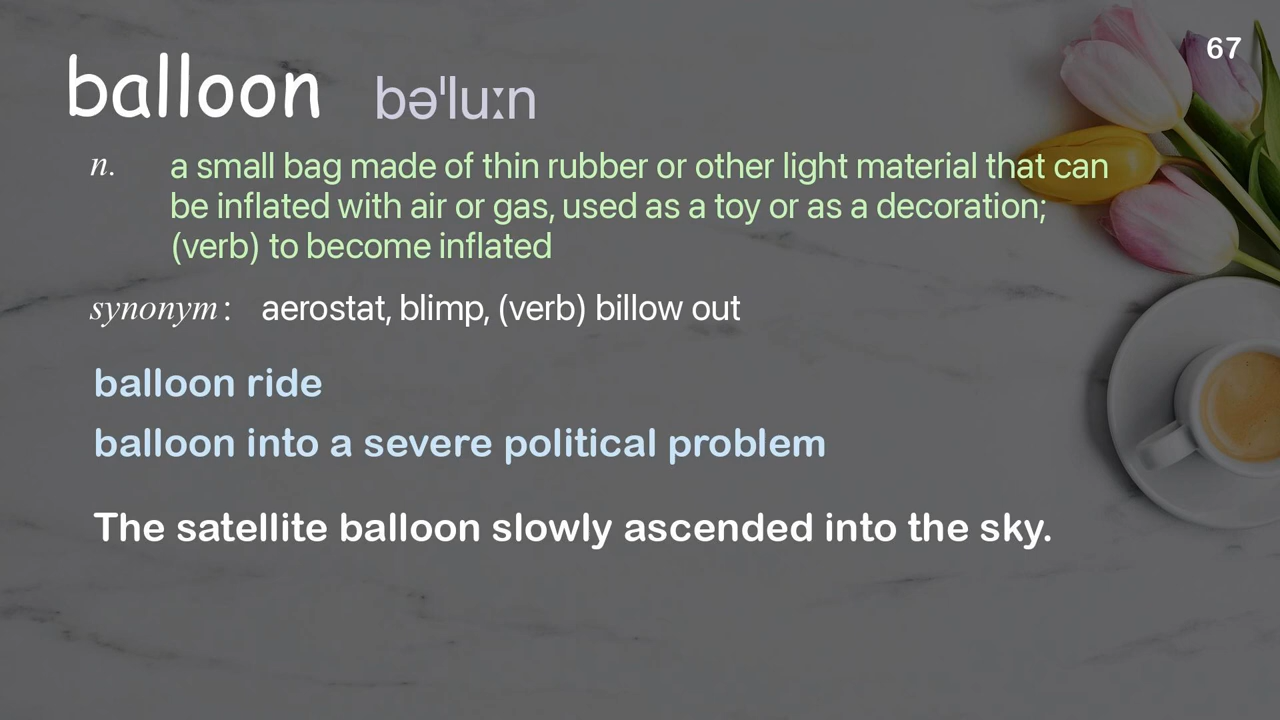 67
balloon bəˈluːn
n. a small bag made of thin rubber or other light material that can
be inflated with air or gas, used as a toy or as a decoration;
(verb) to become inflated
synonym: aerostat, blimp, (verb) billow out
balloon ride
balloon into a severe political problem
The satellite balloon slowly ascended into the sky.